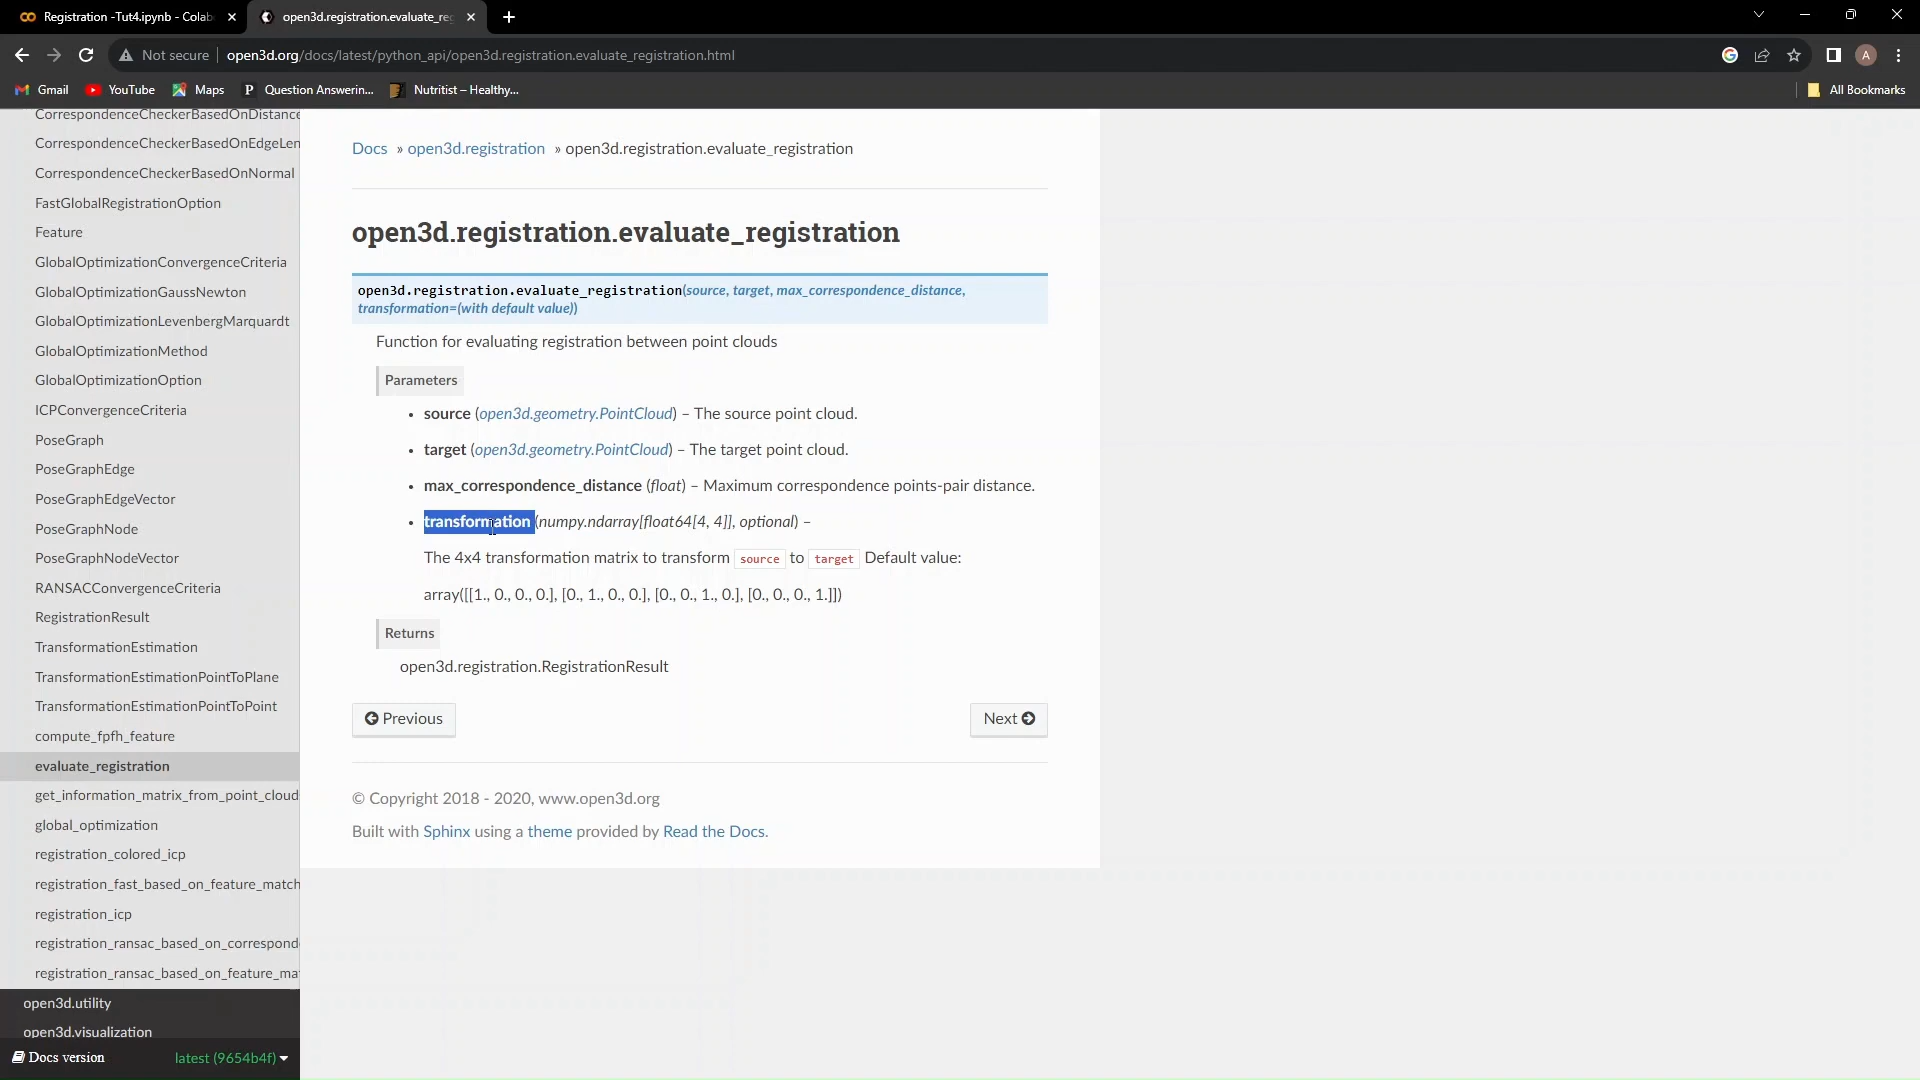 Registration -Tut4.ipynb - Colab
open3d.registration.evaluate_reg
Not secure
open3d.org/docs/latest/python_api/open3d.registration.evaluate_registration.html
A
Gmail
YouTube
Maps
P Question Answerin...
Nutritist – Healthy...
All Bookmarks
CorrespondenceCheckerBasedOnDistance
CorrespondenceCheckerBasedOnEdgeLen
CorrespondenceCheckerBasedOnNormal
FastGlobalRegistrationOption
Feature
GlobalOptimizationConvergenceCriteria
GlobalOptimizationGaussNewton
GlobalOptimizationLevenbergMarquardt
GlobalOptimizationMethod
GlobalOptimizationOption
ICPConvergenceCriteria
PoseGraph
PoseGraphEdge
PoseGraphEdgeVector
PoseGraphNode
PoseGraphNodeVector
RANSACConvergenceCriteria
RegistrationResult
TransformationEstimation
TransformationEstimationPointToPlane
TransformationEstimationPointToPoint
compute_fpfh_feature
evaluate_registration
get_information_matrix_from_point_cloud
global_optimization
registration_colored_icp
registration_fast_based_on_feature_match
registration_icp
registration_ransac_based_on_correspond
registration_ransac_based_on_feature_ma
open3d.utility
open3d.visualization
Docs version
latest (9654b4f)
Docs » open3d.registration » open3d.registration.evaluate_registration
open3d.registration.evaluate_registration
open3d.registration.evaluate_registration(source, target, max_correspondence_distance,
transformation=(with default value))
Function for evaluating registration between point clouds
Parameters
• source (open3d.geometry.PointCloud) – The source point cloud.
• target (open3d.geometry.PointCloud) – The target point cloud.
• max_correspondence_distance (float) – Maximum correspondence points-pair distance.
• transformation (numpy.ndarray[float64[4, 4]], optional) –
The 4x4 transformation matrix to transform source to target Default value:
array([[1., 0., 0., 0.], [0., 1., 0., 0.], [0., 0., 1., 0.], [0., 0., 0., 1.]])
Returns
open3d.registration.RegistrationResult
Previous
Next
© Copyright 2018 - 2020, www.open3d.org
Built with Sphinx using a theme provided by Read the Docs.